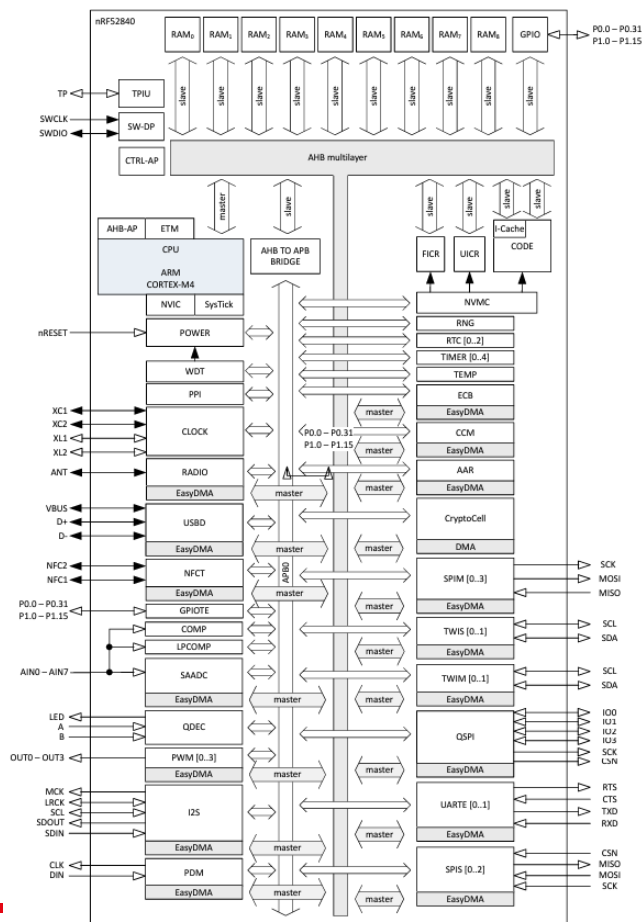 nRF52840
RAM0 RAM1 RAM2 RAM3 RAM4 RAM5 RAM6 RAM7 RAM8 GPIO
P0.0 – P0.31
P1.0 – P1.15
slave slave slave slave slave slave slave slave slave slave
TP TPIU
SWCLK
SWDIO
SW-DP
CTRL-AP
AHB multilayer
master slave slave slave slave slave
AHB-AP ETM
CPU
ARM
CORTEX-M4
NVIC SysTick
AHB TO APB
BRIDGE
FICR UICR
I-Cache
CODE
NVMC
nRESET POWER
WDT
PPI
XC1
XC2
XL1
XL2
CLOCK
ANT RADIO
EasyDMA master
VBUS
D+
D-
USBD
EasyDMA master
NFC2
NFC1
NFCT
EasyDMA master
P0.0 – P0.31
P1.0 – P1.15
GPIOTE
COMP
LPCOMP
AIN0 – AIN7
SAADC
EasyDMA master
LED
A
B
QDEC
OUT0 – OUT3 PWM [0..3]
EasyDMA master
MCK
LRCK
SCL
SDOUT
SDIN
I2S
EasyDMA master
CLK
DIN
PDM
EasyDMA master
P0.0 – P0.31
P1.0 – P1.15
APB0
RNG
RTC [0..2]
TIMER [0..4]
TEMP
ECB
master EasyDMA
CCM
master EasyDMA
AAR
master EasyDMA
CryptoCell
master DMA
SPIM [0..3]
master EasyDMA
SCK
MOSI
MISO
TWIS [0..1]
master EasyDMA
SCL
SDA
TWIM [0..1]
master EasyDMA
SCL
SDA
QSPI
master EasyDMA
IO0
IO1
IO2
IO3
SCK
CSN
UARTE [0..1]
master EasyDMA
RTS
CTS
TXD
RXD
SPIS [0..2]
master EasyDMA
CSN
MISO
MOSI
SCK